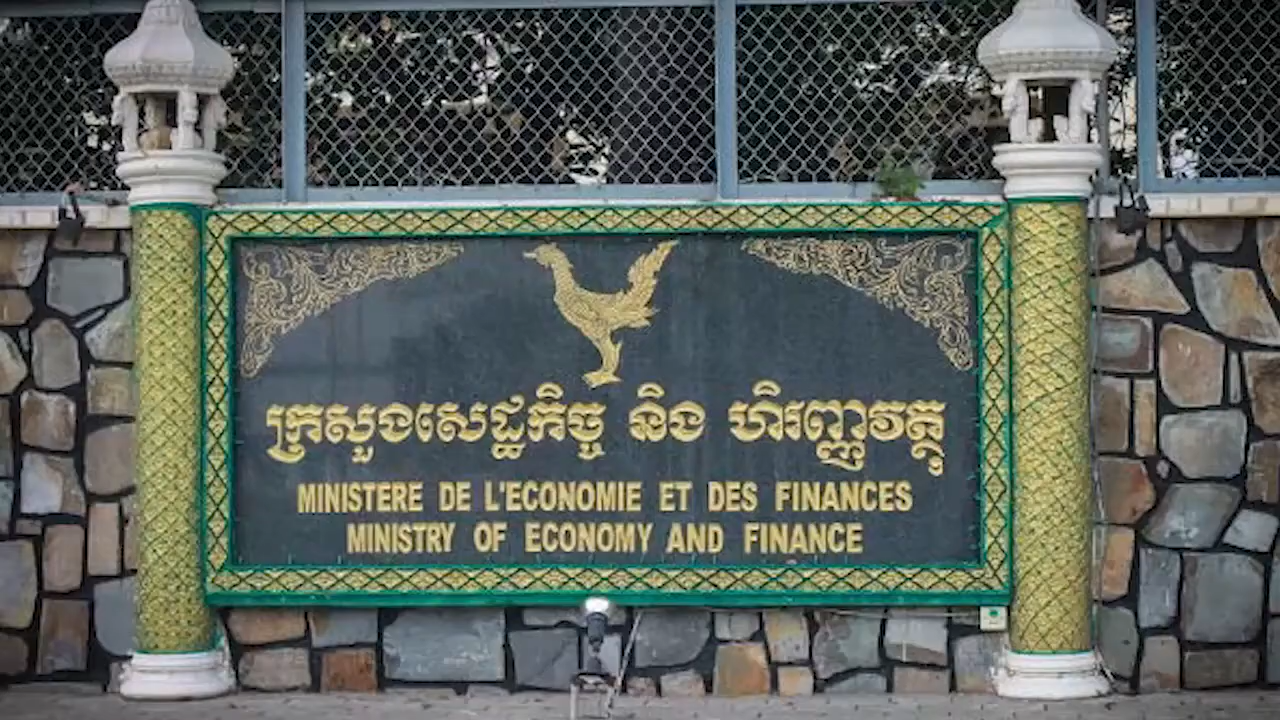 ក្រសួងសេដ្ឋកិច្ច និង ហិរញ្ញវត្ថុ
MINISTERE DE L'ECONOMIE ET DES FINANCES
MINISTRY OF ECONOMY AND FINANCE